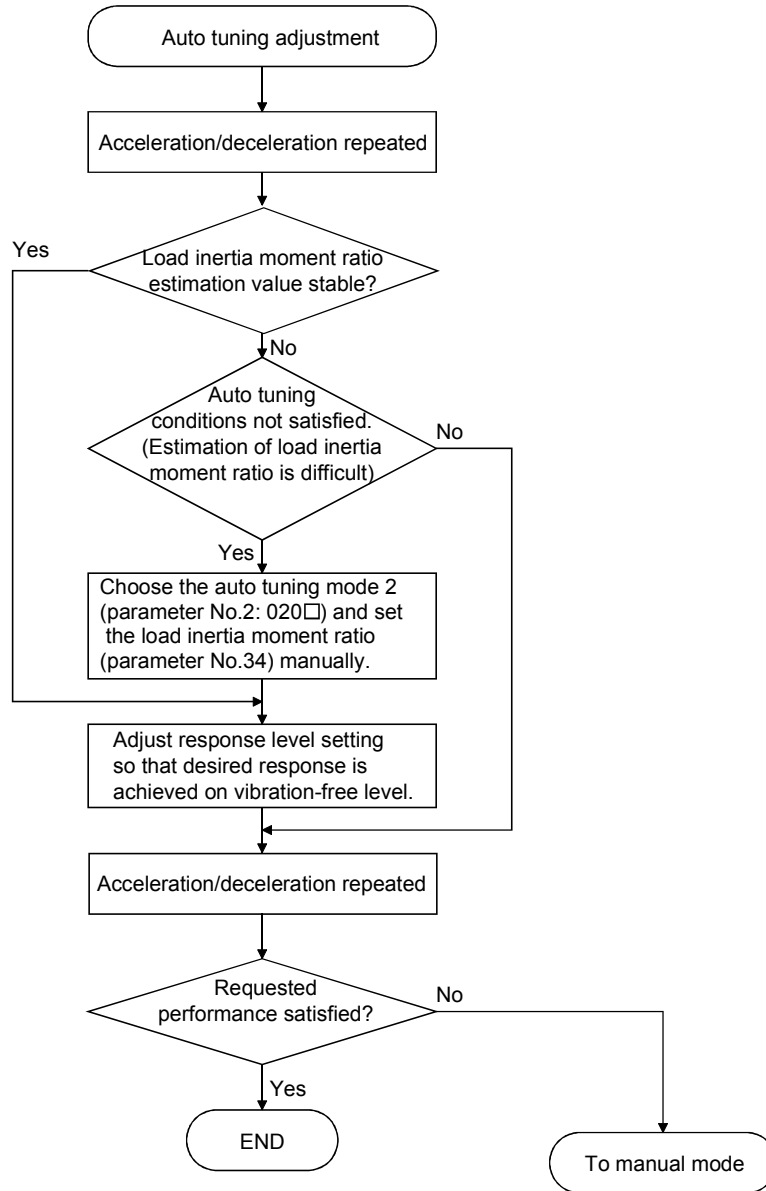 Auto tuning adjustment
Acceleration/deceleration repeated
Yes
Load inertia moment ratio
estimation value stable?
No
Auto tuning
conditions not satisfied.
(Estimation of load inertia
moment ratio is difficult)
No
Yes
Choose the auto tuning mode 2
(parameter No.2: 020□) and set
the load inertia moment ratio
(parameter No.34) manually.
Adjust response level setting
so that desired response is
achieved on vibration-free level.
Acceleration/deceleration repeated
Requested
performance satisfied?
No
Yes
END
To manual mode